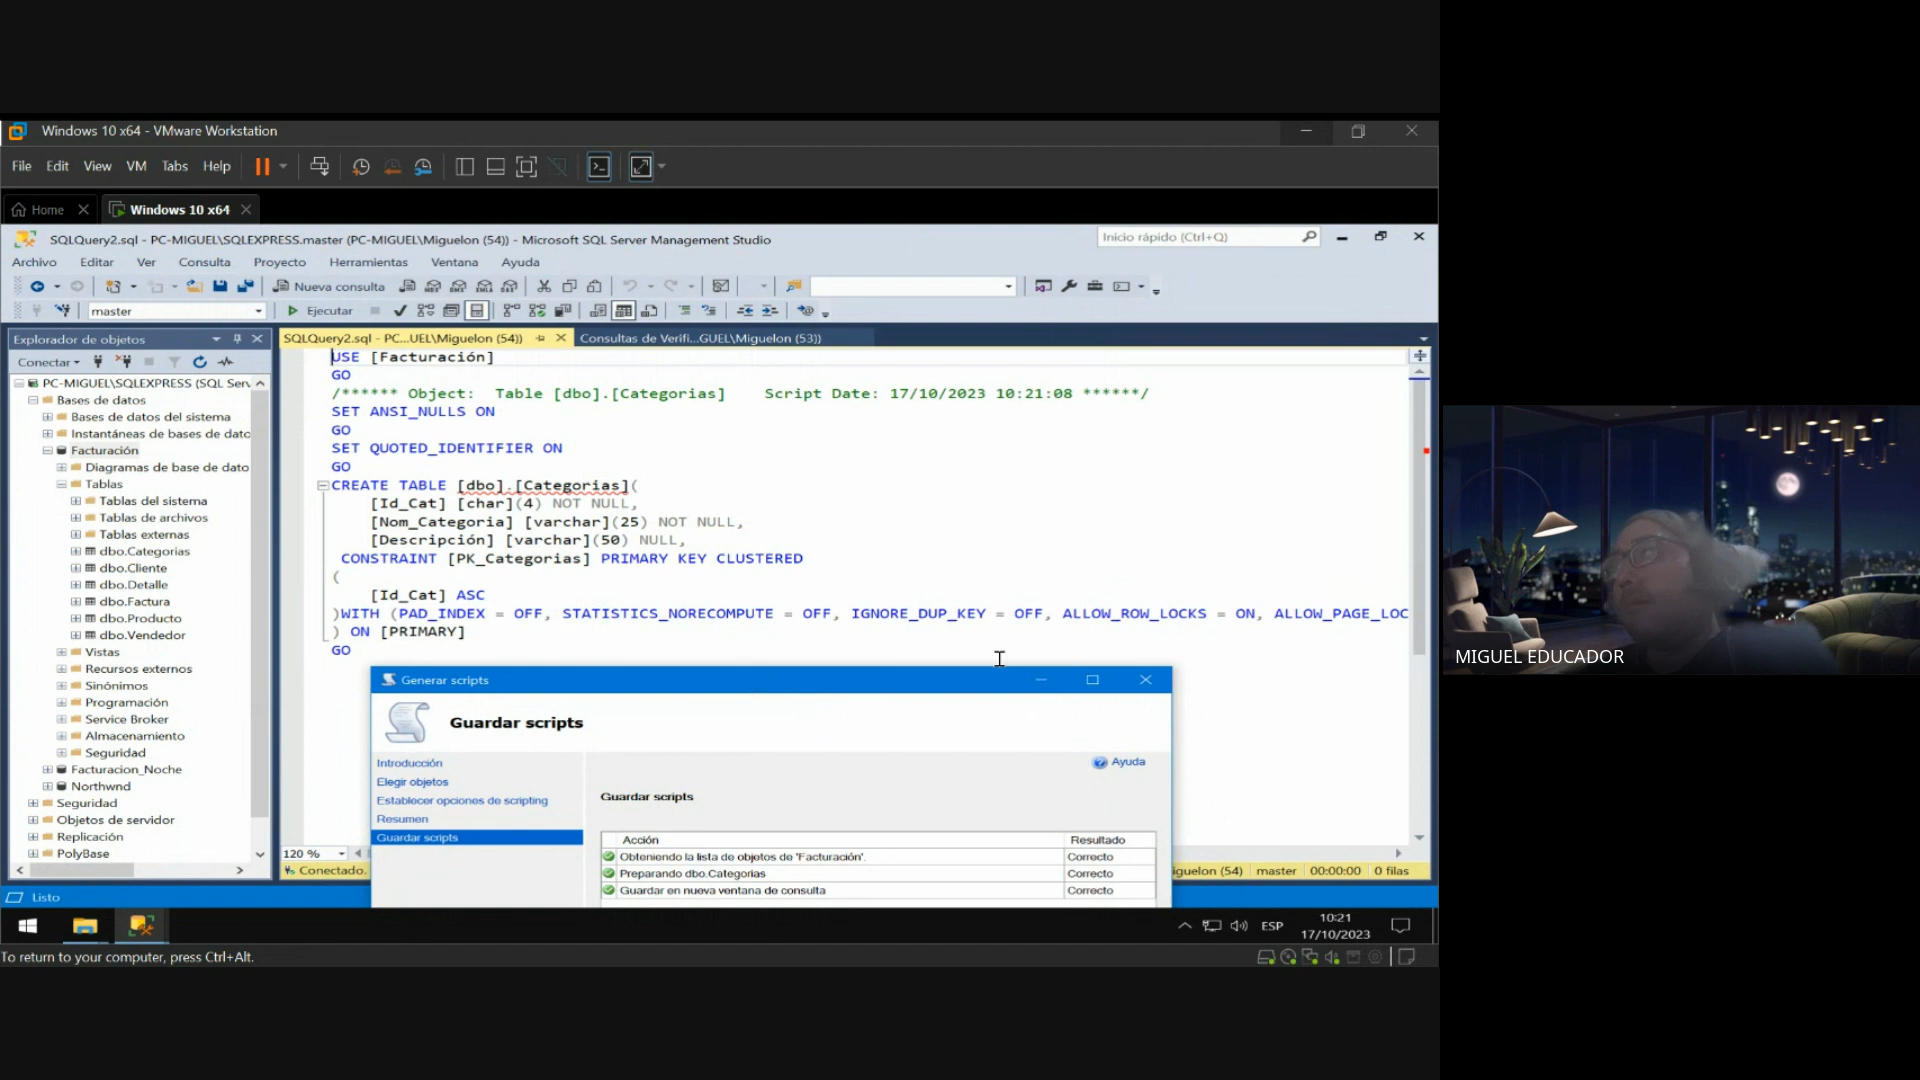 Windows 10 x64 - VMware Workstation
File Edit View VM Tabs Help
Home Windows 10 x64
SQLQuery2.sql - PC-MIGUEL\SQLEXPRESS.master (PC-MIGUEL\Miguelon (54)) - Microsoft SQL Server Management Studio
Inicio rápido (Ctrl+Q)
Archivo Editar Ver Consulta Proyecto Herramientas Ventana Ayuda
Nueva consulta
master Ejecutar
Explorador de objetos
Conectar
PC-MIGUEL\SQLEXPRESS (SQL Serv
Bases de datos
Bases de datos del sistema
Instantáneas de bases de dato
Facturación
Diagramas de base de dato
Tablas
Tablas del sistema
Tablas de archivos
Tablas externas
dbo.Categorias
dbo.Cliente
dbo.Detalle
dbo.Factura
dbo.Producto
dbo.Vendedor
Vistas
Recursos externos
Sinónimos
Programación
Service Broker
Almacenamiento
Seguridad
Facturacion_Noche
Northwnd
Seguridad
Objetos de servidor
Replicación
PolyBase
SQLQuery2.sql - PC...UEL\Miguelon (54)) Consultas de Verifi...GUEL\Miguelon (53))
USE [Facturación]
GO
/****** Object:  Table [dbo].[Categorias]    Script Date: 17/10/2023 10:21:08 ******/
SET ANSI_NULLS ON
GO
SET QUOTED_IDENTIFIER ON
GO
CREATE TABLE [dbo].[Categorias](
[Id_Cat] [char](4) NOT NULL,
[Nom_Categoria] [varchar](25) NOT NULL,
[Descripción] [varchar](50) NULL,
CONSTRAINT [PK_Categorias] PRIMARY KEY CLUSTERED
(
[Id_Cat] ASC
)WITH (PAD_INDEX = OFF, STATISTICS_NORECOMPUTE = OFF, IGNORE_DUP_KEY = OFF, ALLOW_ROW_LOCKS = ON, ALLOW_PAGE_LOC
) ON [PRIMARY]
GO
Generar scripts
Guardar scripts
Introducción
Elegir objetos
Establecer opciones de scripting
Resumen
Guardar scripts
Ayuda
Guardar scripts
Acción Resultado
Obteniendo la lista de objetos de 'Facturación'. Correcto
Preparando dbo.Categorias Correcto
Guardar en nueva ventana de consulta Correcto
120 %
Conectado. iguelon (54) master 00:00:00 0 filas
Listo
ESP 10:21
17/10/2023
To return to your computer, press Ctrl+Alt.
MIGUEL EDUCADOR